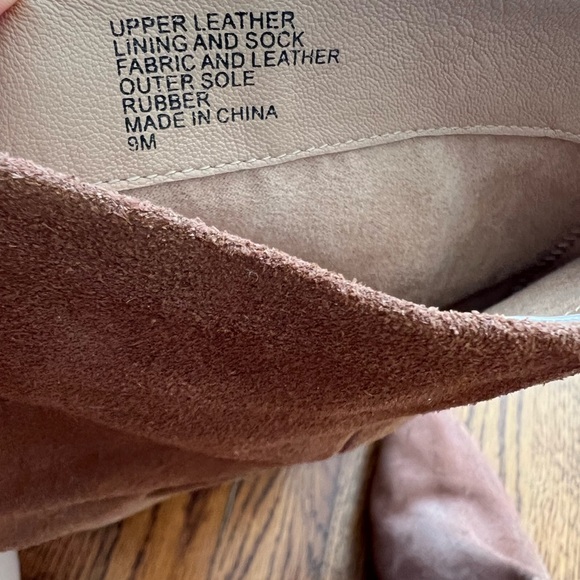 UPPER LEATHER
LINING AND SOCK
FABRIC AND LEATHER
OUTER SOLE
RUBBER
MADE IN CHINA
9M